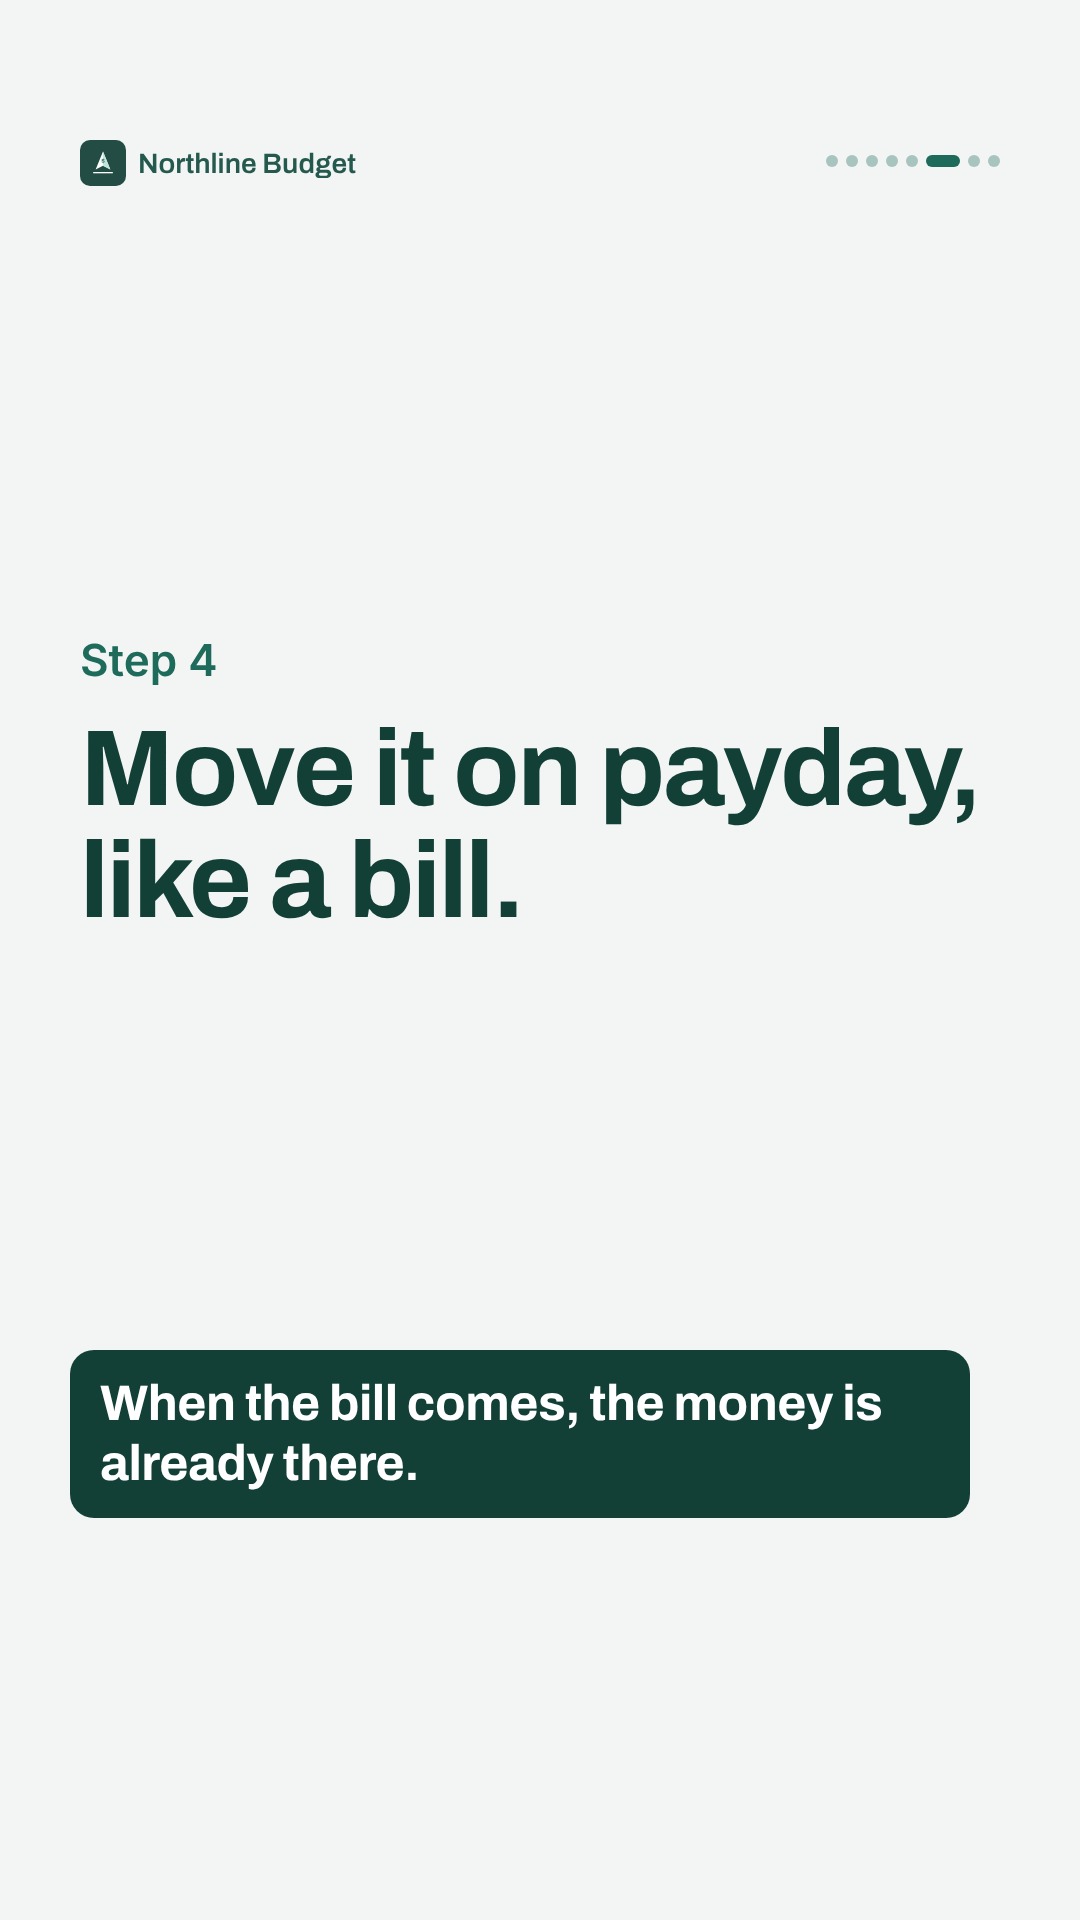 Northline Budget
Step 4
Move it on payday,
like a bill.
When the bill comes, the money is
already there.